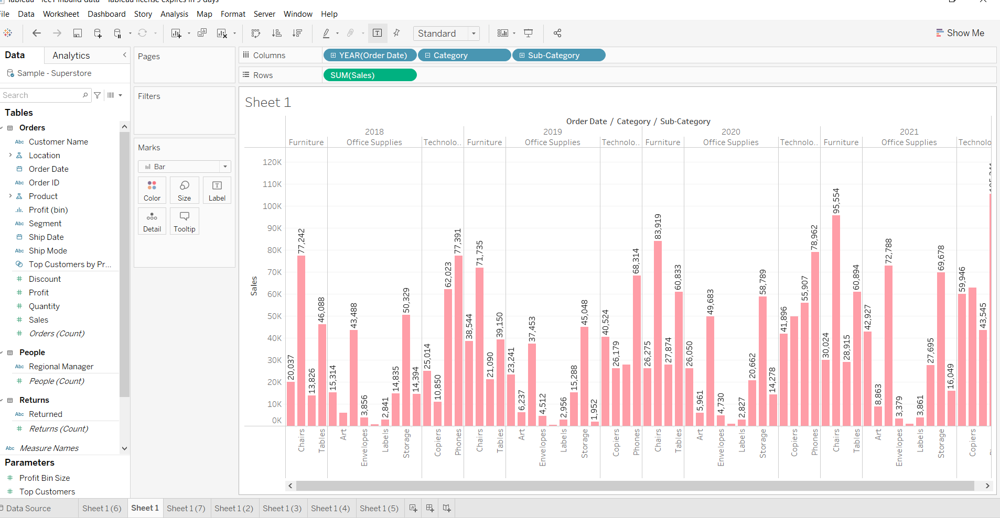 File Data Worksheet Dashboard Story Analysis Map Format Server Window Help
Standard
Show Me
Data Analytics
Sample - Superstore
Search
Tables
Orders
Abc Customer Name
Location
Order Date
Abc Order ID
Product
Profit (bin)
Abc Segment
Ship Date
Abc Ship Mode
Top Customers by Pr...
# Discount
# Profit
# Quantity
# Sales
# Orders (Count)
People
Abc Regional Manager
# People (Count)
Returns
Abc Returned
# Returns (Count)
Abc Measure Names
Parameters
# Profit Bin Size
# Top Customers
Pages
Filters
Marks
Bar
Color Size Label
Detail Tooltip
Columns YEAR(Order Date) Category Sub-Category
Rows SUM(Sales)
Sheet 1
Order Date / Category / Sub-Category
2018 2019 2020 2021
Furniture Office Supplies Technolo.. Furniture Office Supplies Technolo.. Furniture Office Supplies Technolo.. Furniture Office Supplies Technolo
Sales
120K
110K
100K
90K
80K
70K
60K
50K
40K
30K
20K
10K
0K
20,037 77,242 13,826 46,088 15,314 43,488 3,856 2,841 14,835 50,329 14,394 25,014 10,850 62,023 77,391
38,544 71,735 21,090 39,150 23,241 6,237 37,453 4,512 2,956 15,288 45,048 1,952 40,524 26,179 68,314
26,275 83,919 27,874 60,833 26,050 5,961 49,683 4,730 2,827 20,662 58,789 14,278 41,896 55,907 78,962
30,024 95,554 28,915 60,894 42,927 8,863 72,788 3,379 3,861 27,695 69,678 16,049 59,946 43,545
Chairs Tables Art Envelopes Labels Storage Copiers Phones Chairs Tables Art Envelopes Labels Storage Copiers Phones Chairs Tables Art Envelopes Labels Storage Copiers Phones Chairs Tables Art Envelopes Labels Storage Copiers
Data Source Sheet 1 (6) Sheet 1 Sheet 1 (7) Sheet 1 (2) Sheet 1 (3) Sheet 1 (4) Sheet 1 (5)